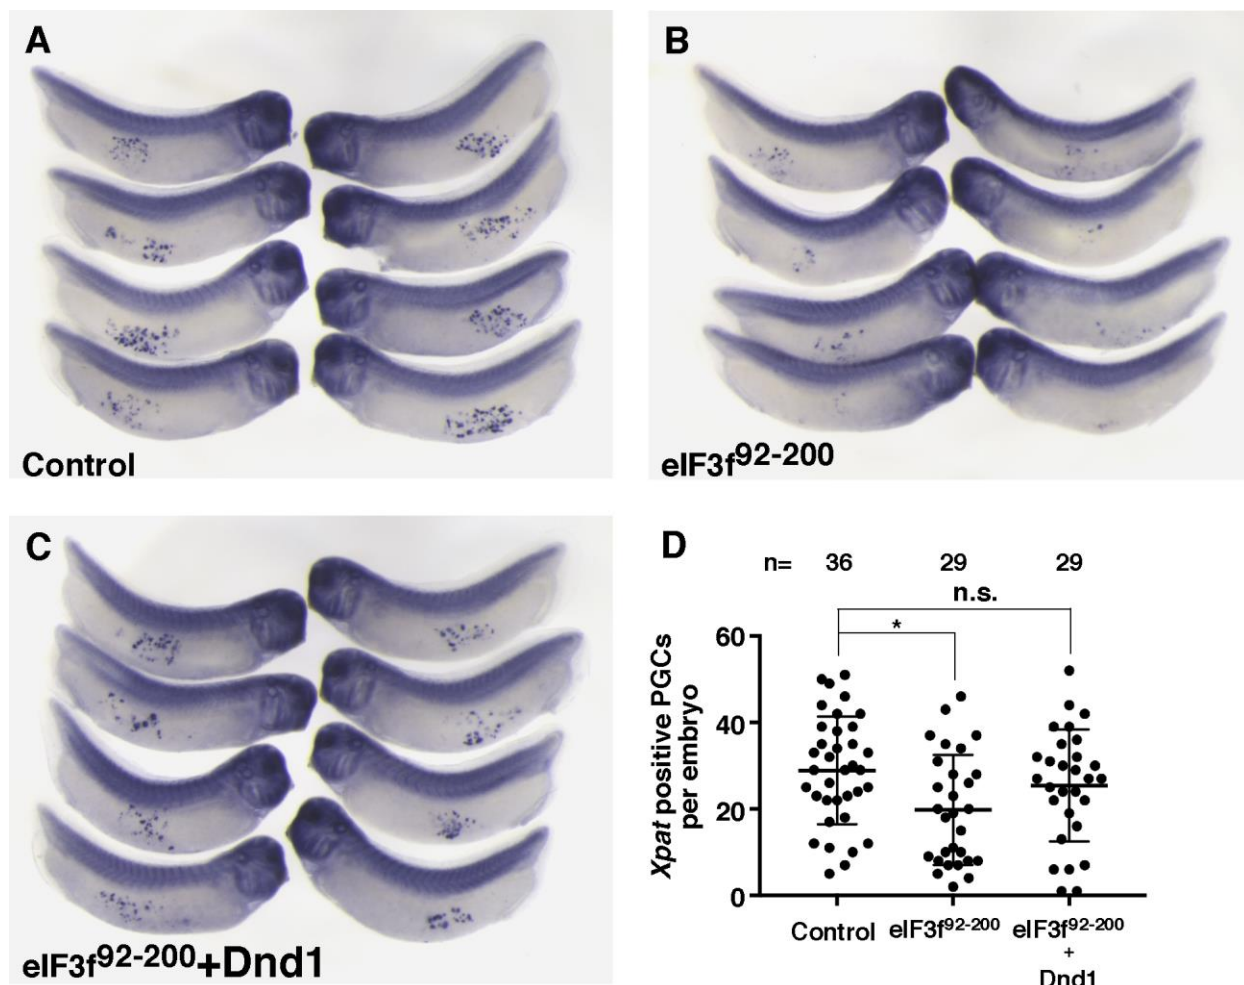 A
B
Control
eIF3f92-200
C
eIF3f92-200+Dnd1
D
n= 36 29 29
n.s.
*
60
40
20
0
Xpat positive PGCs
per embryo
Control eIF3f92-200 eIF3f92-200
+
Dnd1